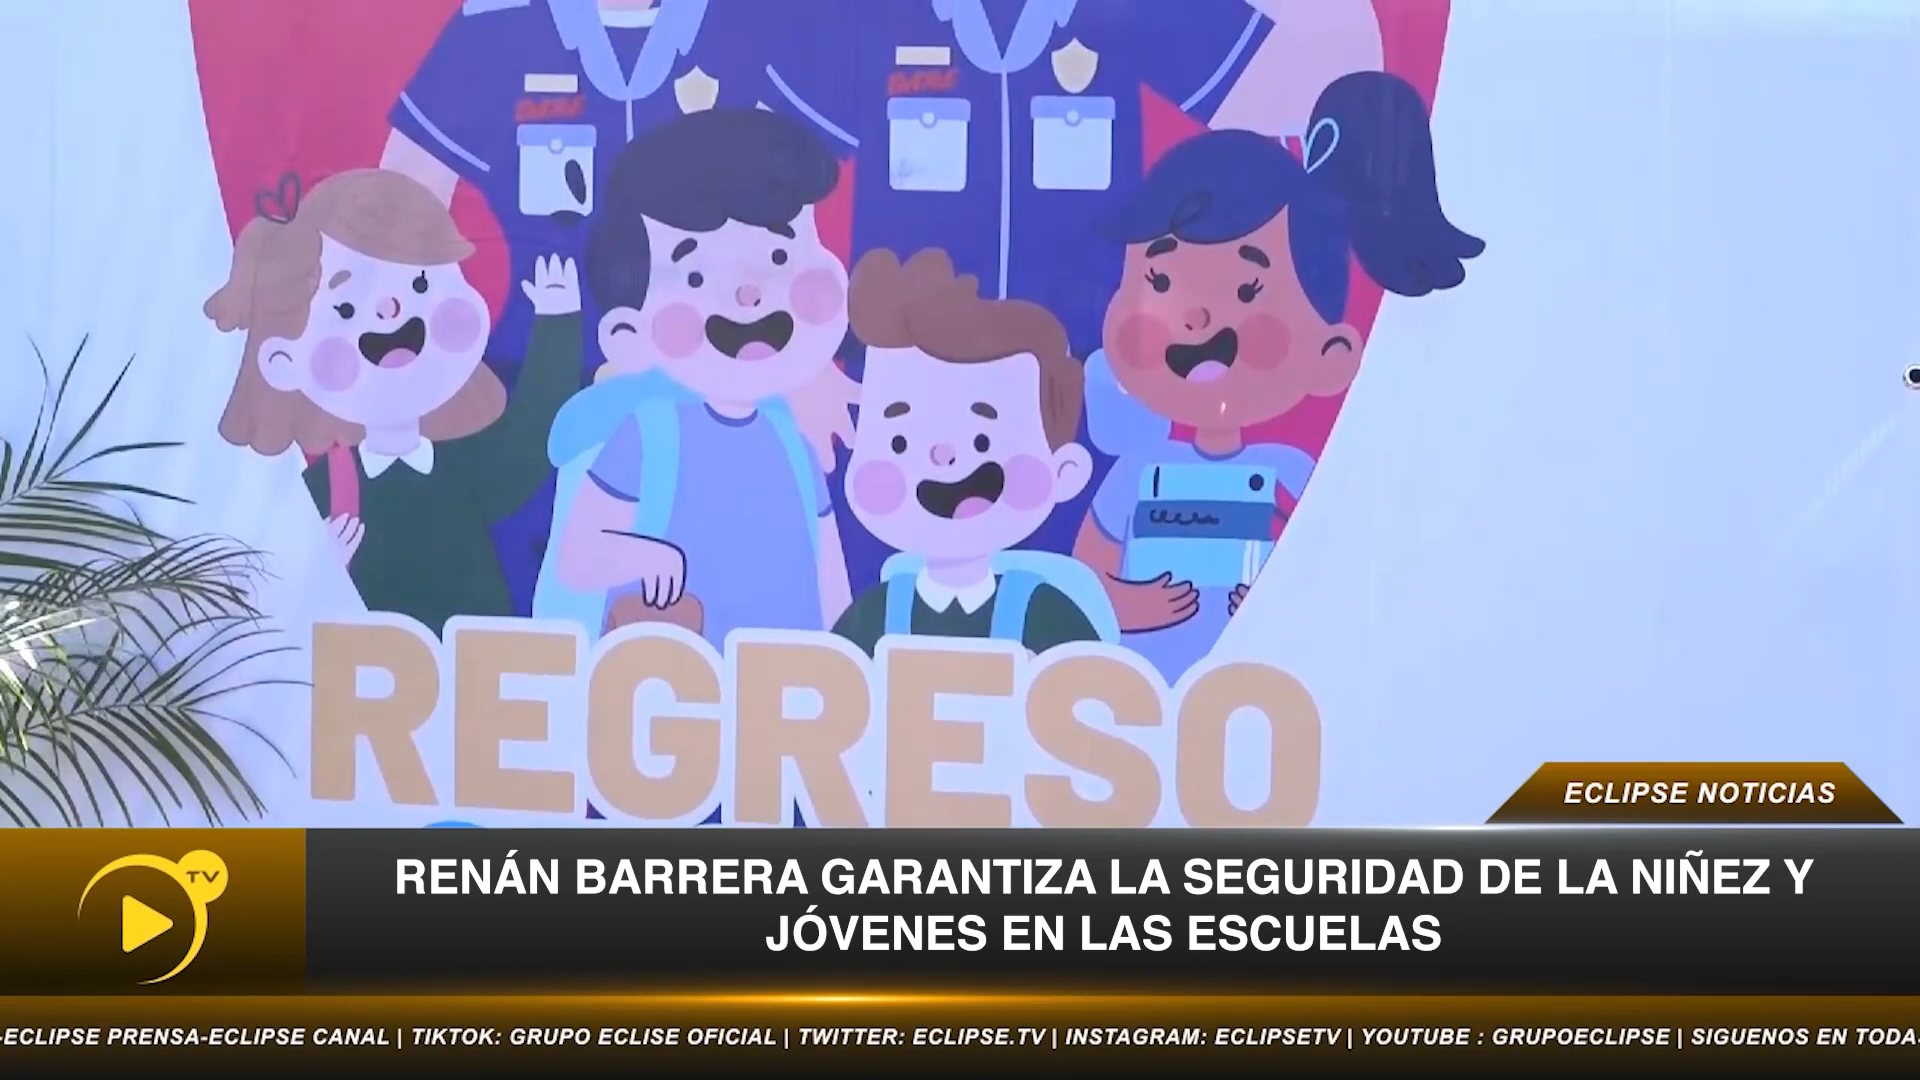 REGRESO
ECLIPSE NOTICIAS
TV
RENÁN BARRERA GARANTIZA LA SEGURIDAD DE LA NIÑEZ Y
JÓVENES EN LAS ESCUELAS
-ECLIPSE PRENSA-ECLIPSE CANAL | TIKTOK: GRUPO ECLISE OFICIAL | TWITTER: ECLIPSE.TV | INSTAGRAM: ECLIPSETV | YOUTUBE : GRUPOECLIPSE | SIGUENOS EN TODA